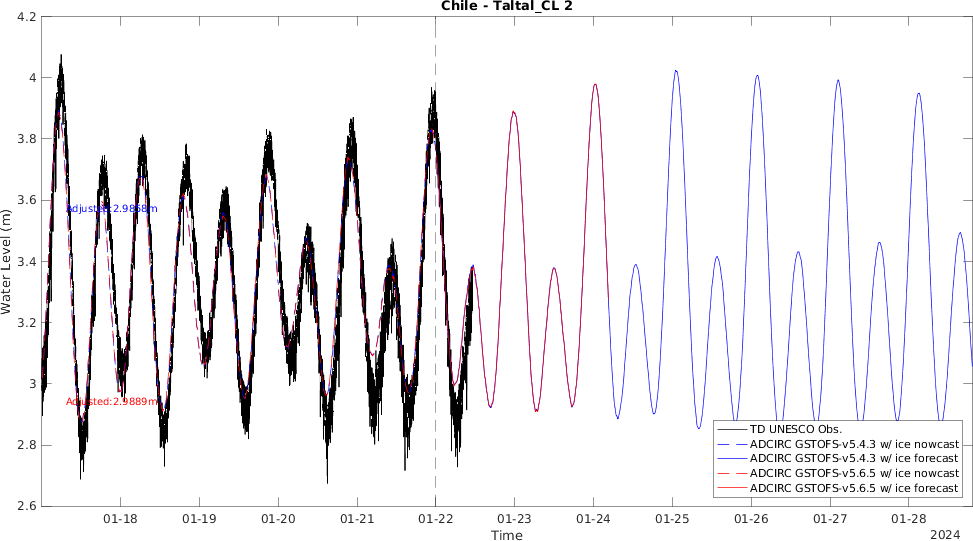 Chile - Taltal_CL 2
4.2
4
3.8
3.6
3.4
3.2
3
2.8
2.6
Water Level (m)
Adjusted:2.9868m
Adjusted:2.9889m
TD UNESCO Obs.
ADCIRC GSTOFS-v5.4.3 w/ ice nowcast
ADCIRC GSTOFS-v5.4.3 w/ ice forecast
ADCIRC GSTOFS-v5.6.5 w/ ice nowcast
ADCIRC GSTOFS-v5.6.5 w/ ice forecast
01-18 01-19 01-20 01-21 01-22 01-23 01-24 01-25 01-26 01-27 01-28
Time
2024